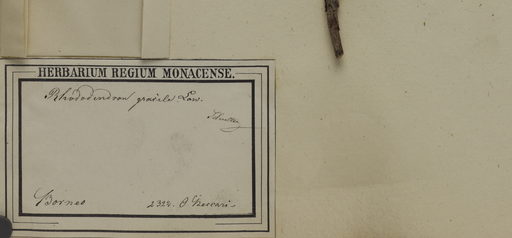 HERBARIUM REGIUM MONACENSE.
Rhododendron gracile Low.
Borneo 2324. O Beccari